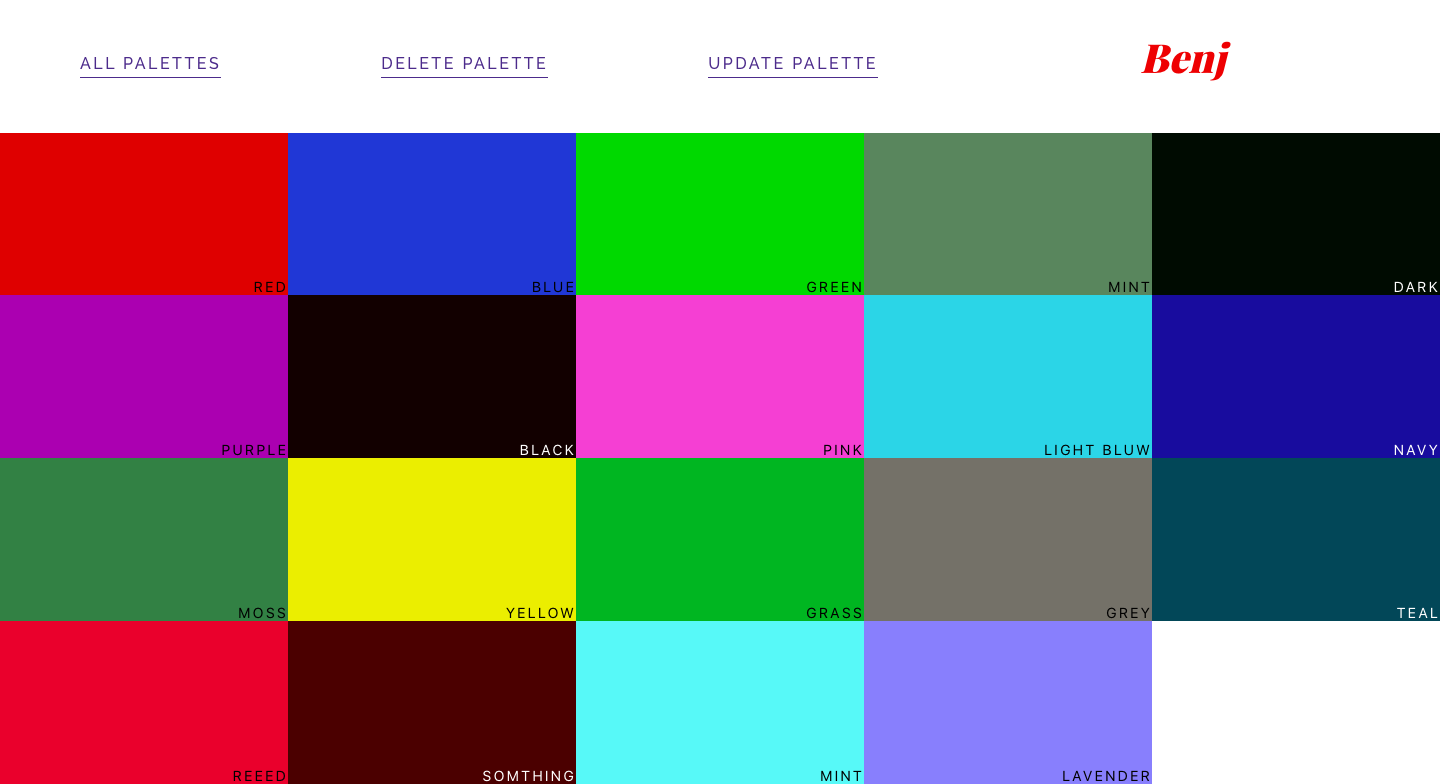 ALL PALETTES
DELETE PALETTE
UPDATE PALETTE
Benj
RED
BLUE
GREEN
MINT
DARK
PURPLE
BLACK
PINK
LIGHT BLUW
NAVY
MOSS
YELLOW
GRASS
GREY
TEAL
REEED
SOMTHING
MINT
LAVENDER